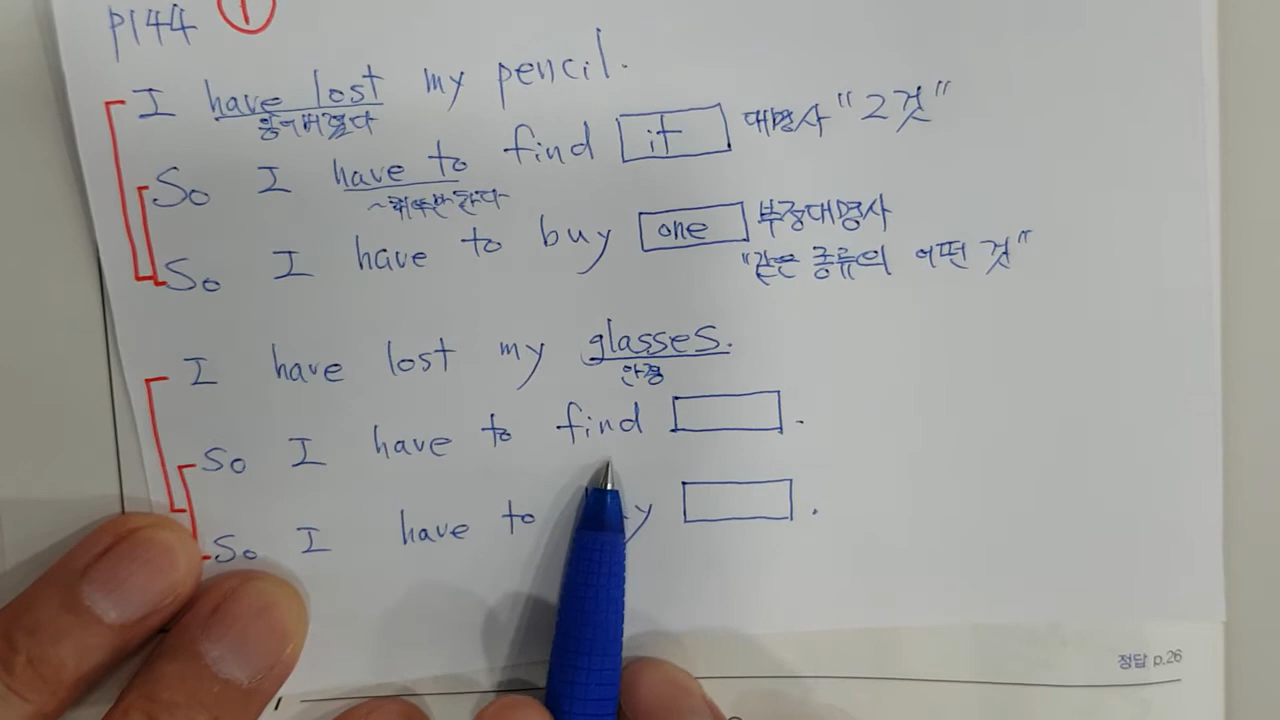 p144 ①
I have lost my pencil.
잃어버렸다
So I have to find it 대명사 "그것"
~해야만 한다
So I have to buy one 부정대명사
"같은 종류의 어떤 것"
I have lost my glasses.
안경
So I have to find .
So I have to .
정답 p.26